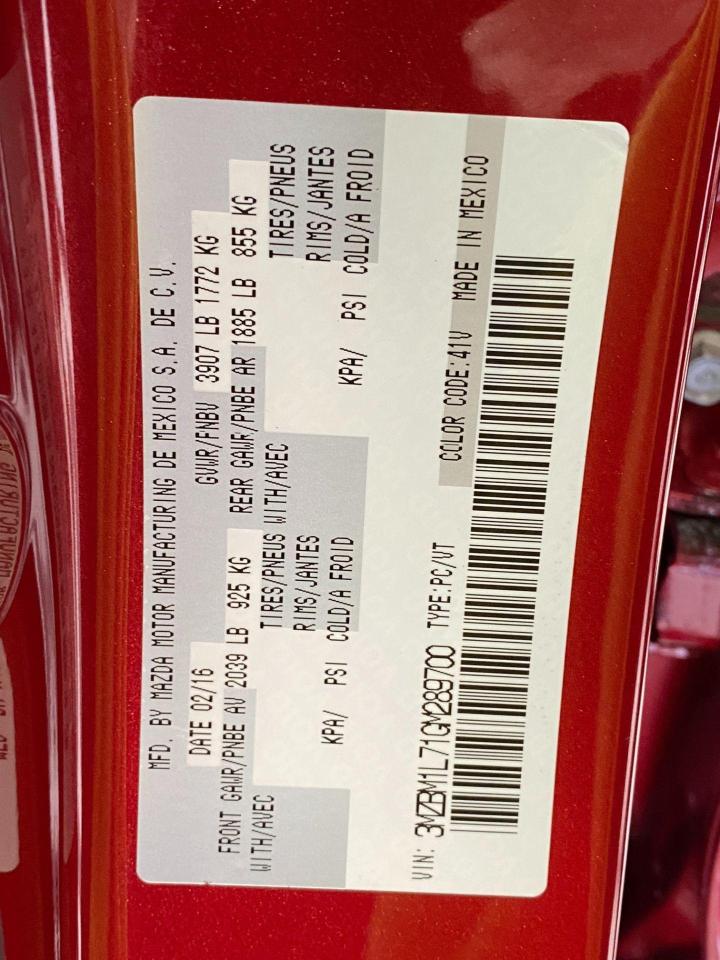 MFD. BY MAZDA MOTOR MANUFACTURING DE MEXICO S.A. DE C.V.
DATE 02/16 GVWR/PNBV 3907 LB 1772 KG
FRONT GAWR/PNBE AV 2039 LB 925 KG REAR GAWR/PNBE AR 1885 LB 855 KG
WITH/AVEC TIRES/PNEUS WITH/AVEC TIRES/PNEUS
RIMS/JANTES RIMS/JANTES
KPA/ PSI COLD/A FROID KPA/ PSI COLD/A FROID
COLOR CODE:41V MADE IN MEXICO
VIN: 3MZBM1L71GM289700 TYPE:PC/VT